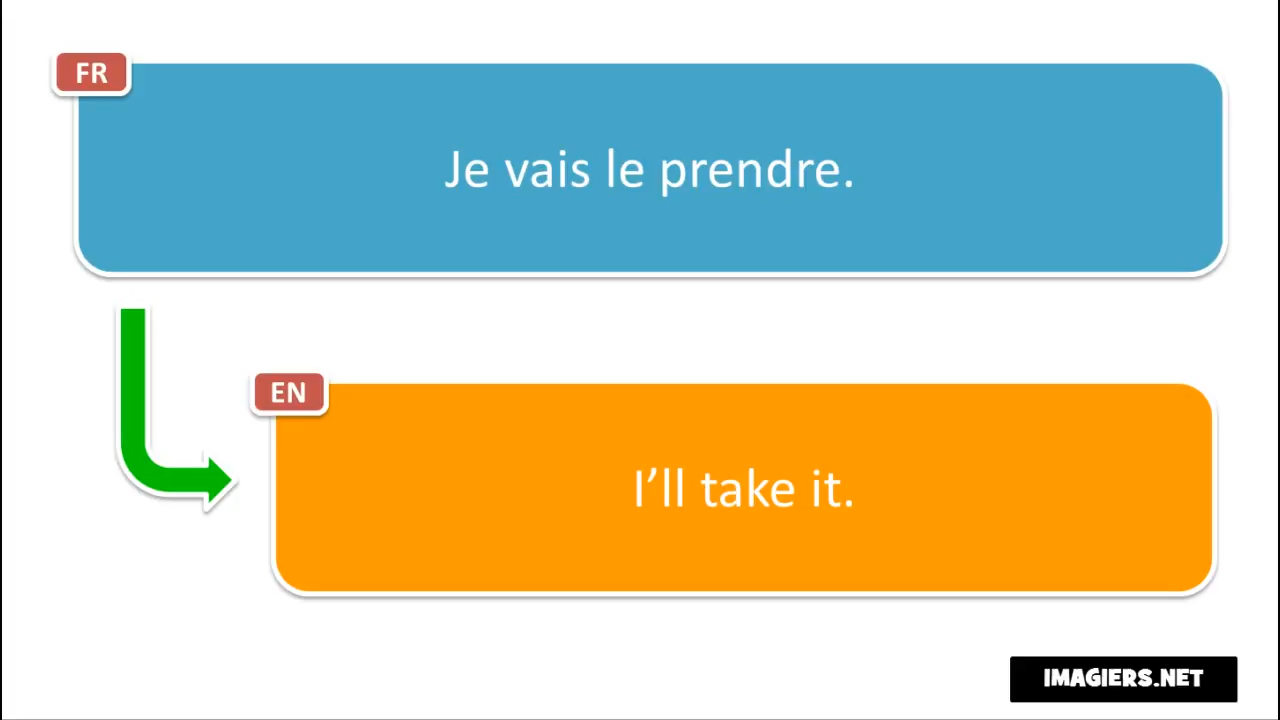 FR
Je vais le prendre.
EN
I’ll take it.
IMAGIERS.NET